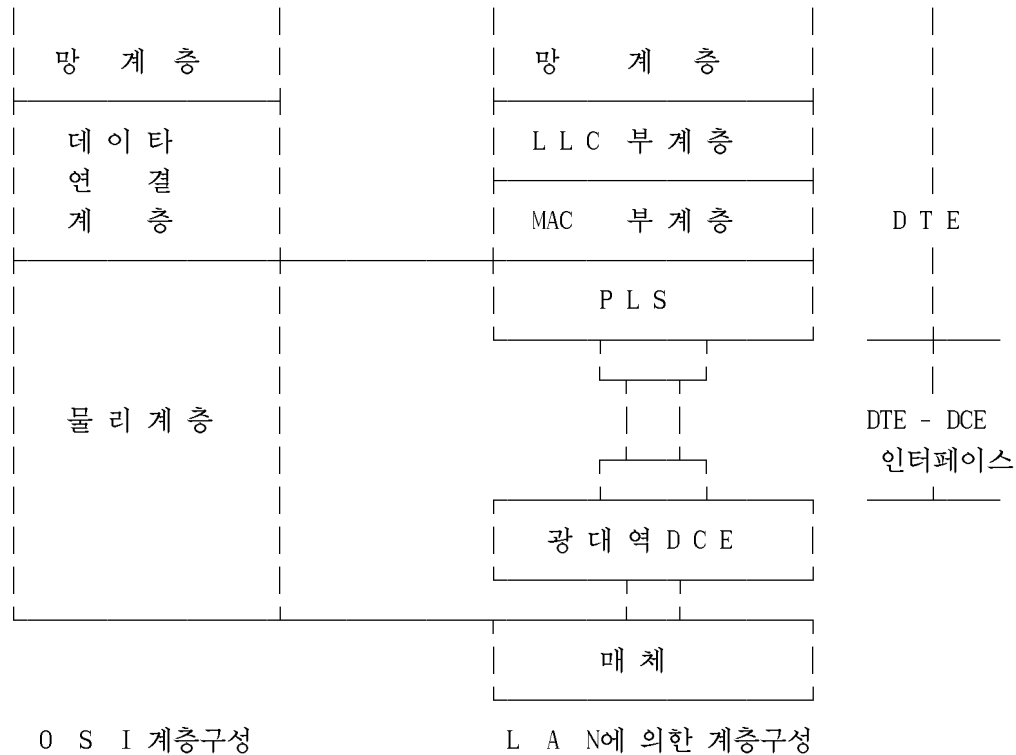 망 계 층
망 계 층
데 이 타
연 결
계 층
L L C 부 계 층
MAC 부 계 층
D T E
P L S
물 리 계 층
DTE - DCE
인터페이스
광 대 역 D C E
매 체
O S I 계층구성
L A N에 의한 계층구성